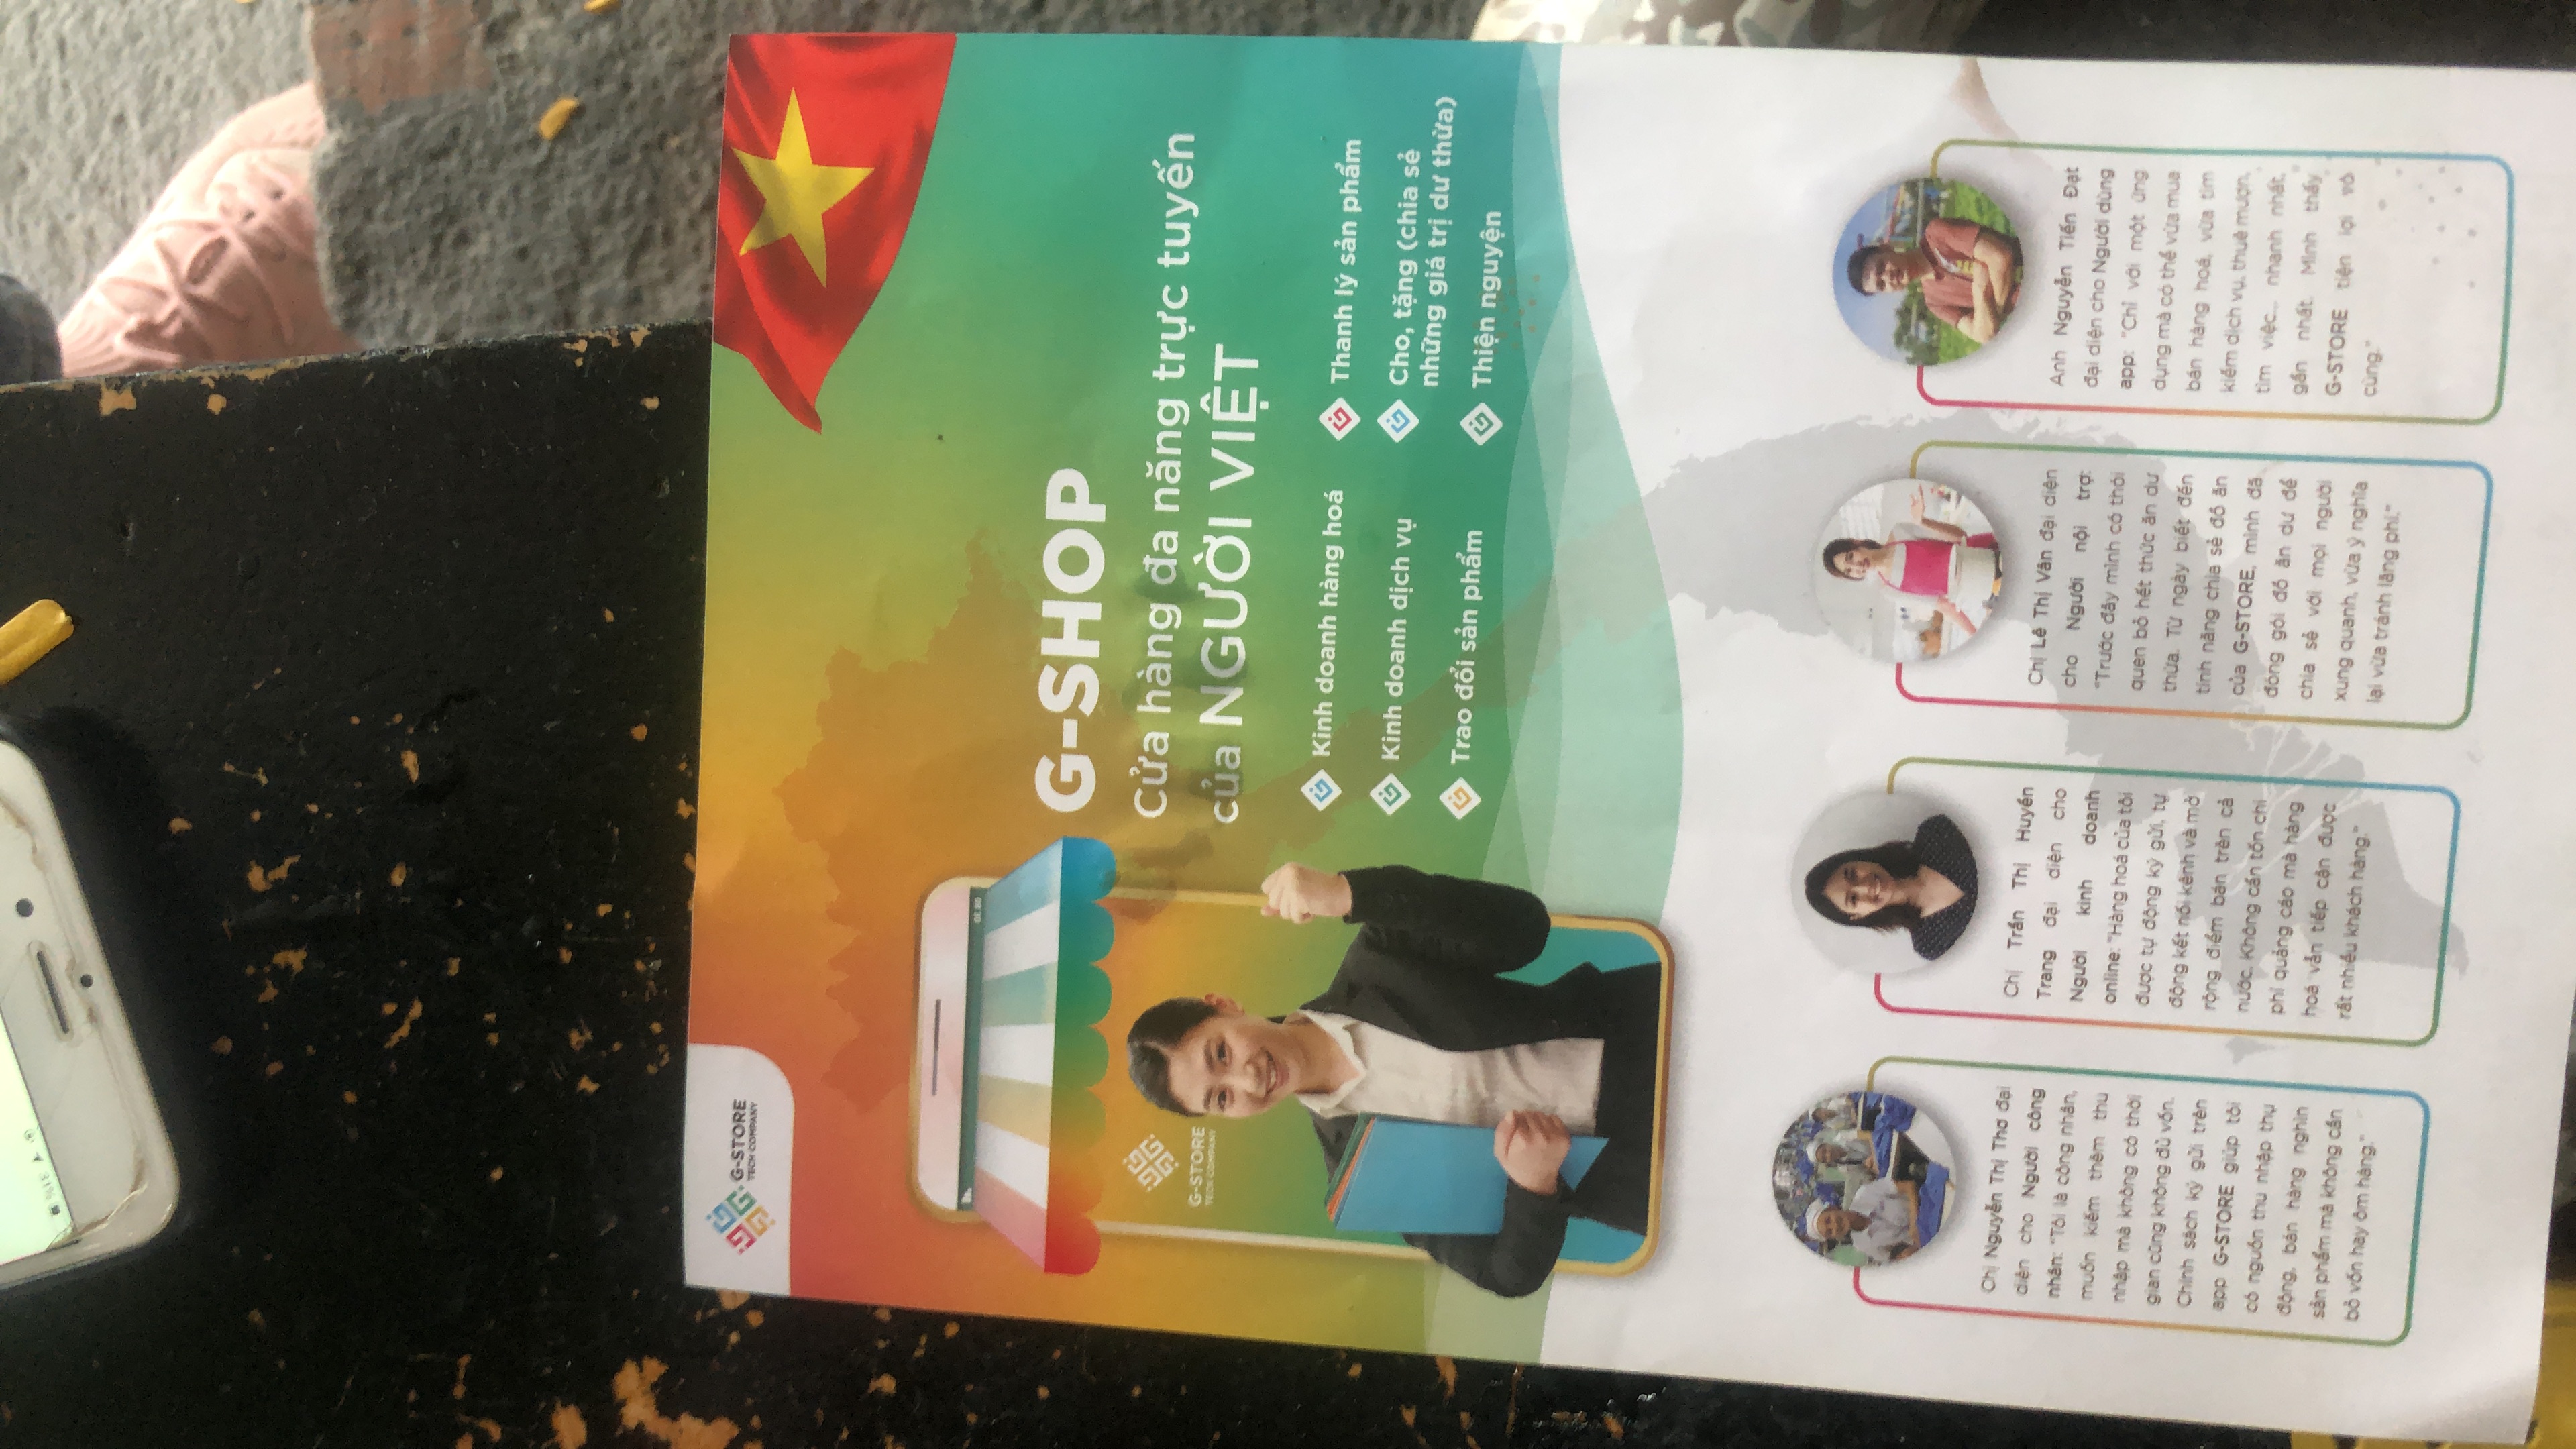 31%
G-STORE
TECH COMPANY
G-SHOP
Cửa hàng đa năng trực tuyến
của NGƯỜI VIỆT
G-STORE
TECH COMPANY
Kinh doanh hàng hoá
Kinh doanh dịch vụ
Trao đổi sản phẩm
Thanh lý sản phẩm
Cho, tặng (chia sẻ
những giá trị dư thừa)
Thiện nguyện
Chị Nguyễn Thị Thơ đại
diện cho Người công
nhân: "Tôi là công nhân,
muốn kiếm thêm thu
nhập mà không có thời
gian cũng không đủ vốn.
Chính sách ký gửi trên
app G-STORE giúp tôi
có nguồn thu nhập thụ
động, bán hàng nghìn
sản phẩm mà không cần
bỏ vốn hay ôm hàng."
Chị Trần Thị Huyền
Trang đại diện cho
Người kinh doanh
online: "Hàng hoá của tôi
được tự động ký gửi, tự
động kết nối kênh và mở
rộng điểm bán trên cả
nước. Không cần tốn chi
phí quảng cáo mà hàng
hoá vẫn tiếp cận được
rất nhiều khách hàng."
Chị Lê Thị Vân đại diện
cho Người nội trợ:
"Trước đây mình có thói
quen bỏ hết thức ăn dư
thừa. Từ ngày biết đến
tính năng chia sẻ đồ ăn
của G-STORE, mình đã
đóng gói đồ ăn dư để
chia sẻ với mọi người
xung quanh, vừa ý nghĩa
lại vừa tránh lãng phí."
Anh Nguyễn Tiến Đạt
đại diện cho Người dùng
app: "Chỉ với một ứng
dụng mà có thể vừa mua
bán hàng hoá, vừa tìm
kiếm dịch vụ, thuê mượn,
tìm việc... nhanh nhất,
gần nhất. Mình thấy
G-STORE tiện lợi vô
cùng."